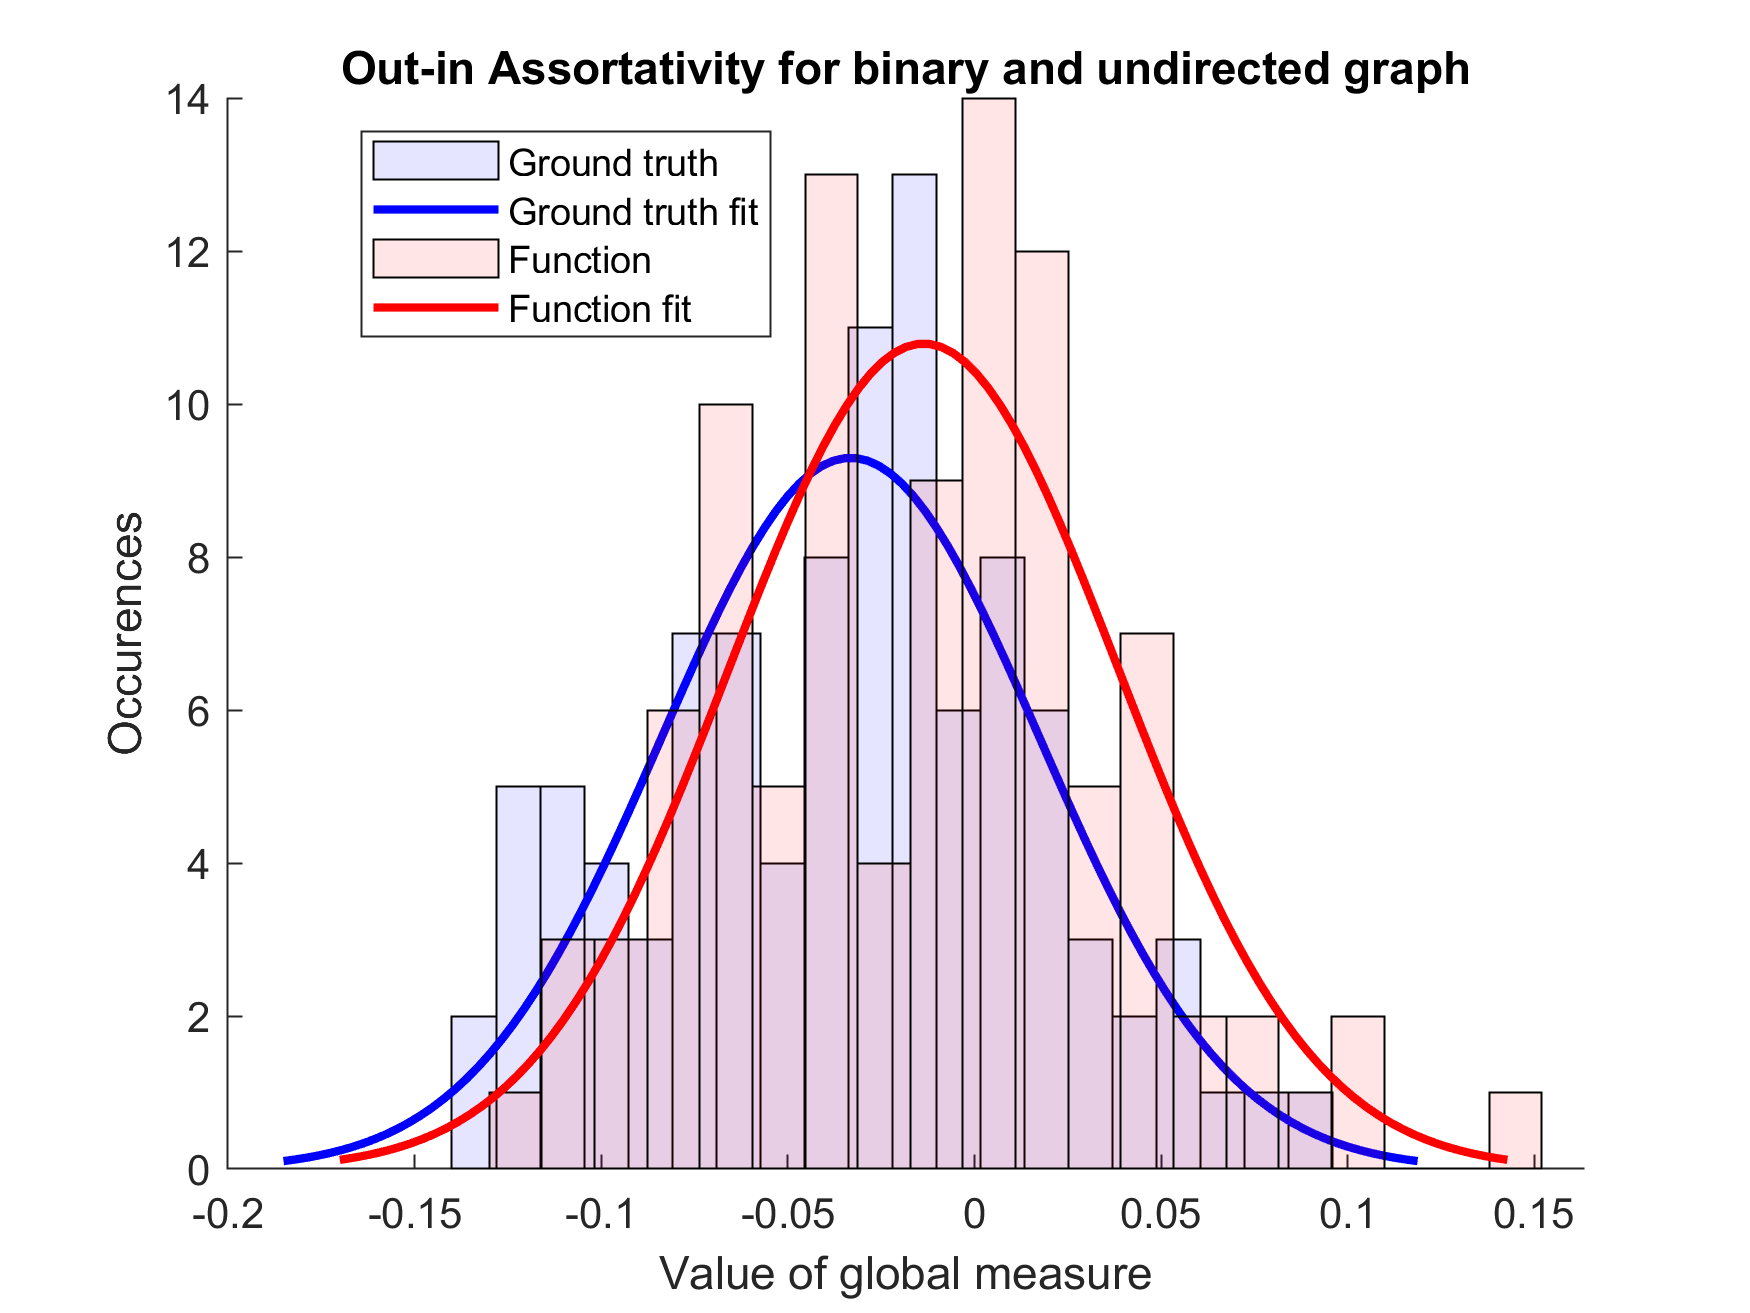 Out-in Assortativity for binary and undirected graph
14
12
10
8
6
4
2
0
Ground truth
Ground truth fit
Function
Function fit
Occurences
-0.2
-0.15
-0.1
-0.05
0
0.05
0.1
0.15
Value of global measure